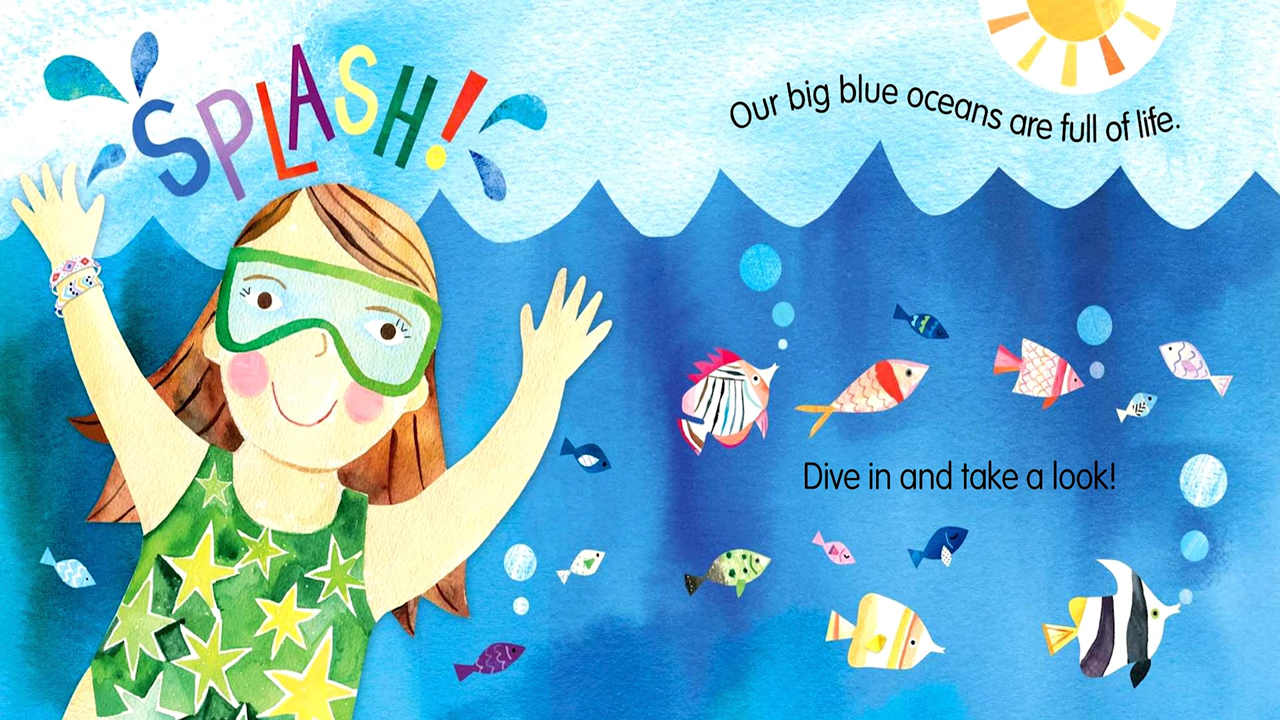 SPLASH!
Our big blue oceans are full of life.
Dive in and take a look!